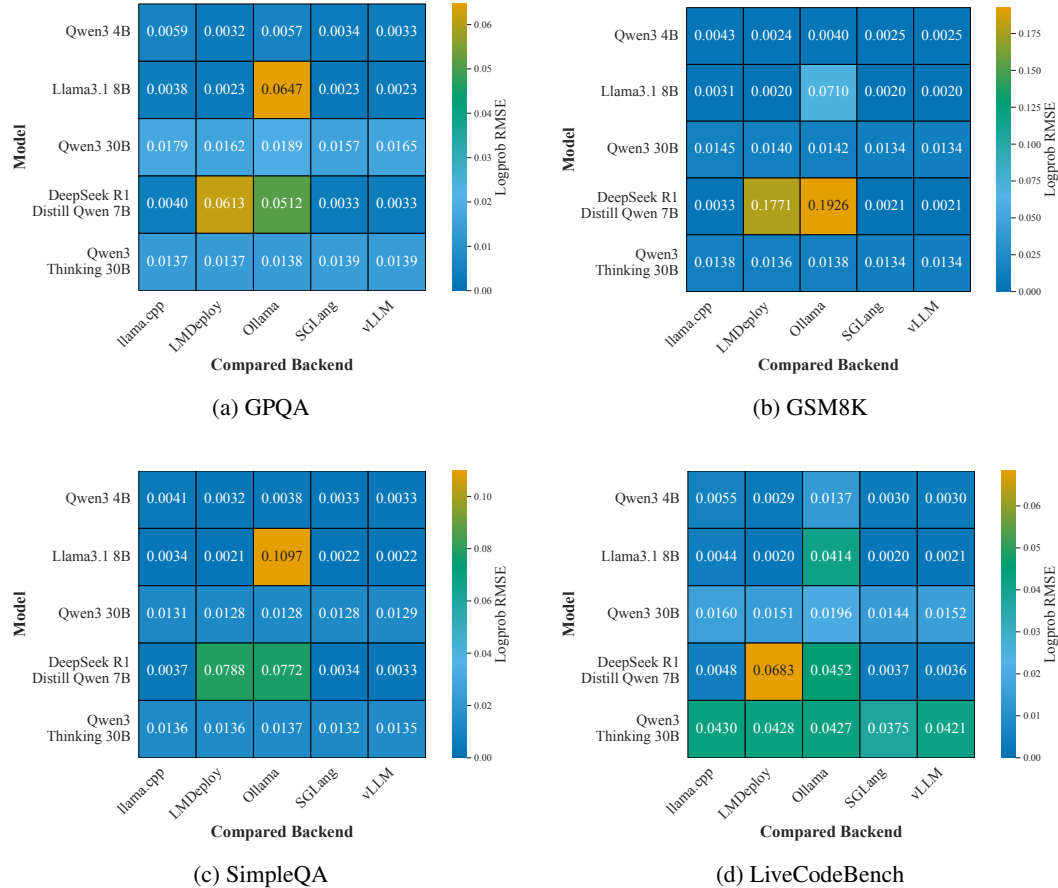 Model
Qwen3 4B
0.0059 0.0032 0.0057 0.0034 0.0033
Llama3.1 8B
0.0038 0.0023 0.0647 0.0023 0.0023
Qwen3 30B
0.0179 0.0162 0.0189 0.0157 0.0165
DeepSeek R1
Distill Qwen 7B
0.0040 0.0613 0.0512 0.0033 0.0033
Qwen3
Thinking 30B
0.0137 0.0137 0.0138 0.0139 0.0139
llama.cpp LMDeploy Ollama SGLang vLLM
Compared Backend
0.06
0.05
0.04
0.03
0.02
0.01
0.00
Logprob RMSE
(a) GPQA
Model
Qwen3 4B
0.0043 0.0024 0.0040 0.0025 0.0025
Llama3.1 8B
0.0031 0.0020 0.0710 0.0020 0.0020
Qwen3 30B
0.0145 0.0140 0.0142 0.0134 0.0134
DeepSeek R1
Distill Qwen 7B
0.0033 0.1771 0.1926 0.0021 0.0021
Qwen3
Thinking 30B
0.0138 0.0136 0.0138 0.0134 0.0134
llama.cpp LMDeploy Ollama SGLang vLLM
Compared Backend
0.175
0.150
0.125
0.100
0.075
0.050
0.025
0.000
Logprob RMSE
(b) GSM8K
Model
Qwen3 4B
0.0041 0.0032 0.0038 0.0033 0.0033
Llama3.1 8B
0.0034 0.0021 0.1097 0.0022 0.0022
Qwen3 30B
0.0131 0.0128 0.0128 0.0128 0.0129
DeepSeek R1
Distill Qwen 7B
0.0037 0.0788 0.0772 0.0034 0.0033
Qwen3
Thinking 30B
0.0136 0.0136 0.0137 0.0132 0.0135
llama.cpp LMDeploy Ollama SGLang vLLM
Compared Backend
0.10
0.08
0.06
0.04
0.02
0.00
Logprob RMSE
(c) SimpleQA
Model
Qwen3 4B
0.0055 0.0029 0.0137 0.0030 0.0030
Llama3.1 8B
0.0044 0.0020 0.0414 0.0020 0.0021
Qwen3 30B
0.0160 0.0151 0.0196 0.0144 0.0152
DeepSeek R1
Distill Qwen 7B
0.0048 0.0683 0.0452 0.0037 0.0036
Qwen3
Thinking 30B
0.0430 0.0428 0.0427 0.0375 0.0421
llama.cpp LMDeploy Ollama SGLang vLLM
Compared Backend
0.06
0.05
0.04
0.03
0.02
0.01
0.00
Logprob RMSE
(d) LiveCodeBench